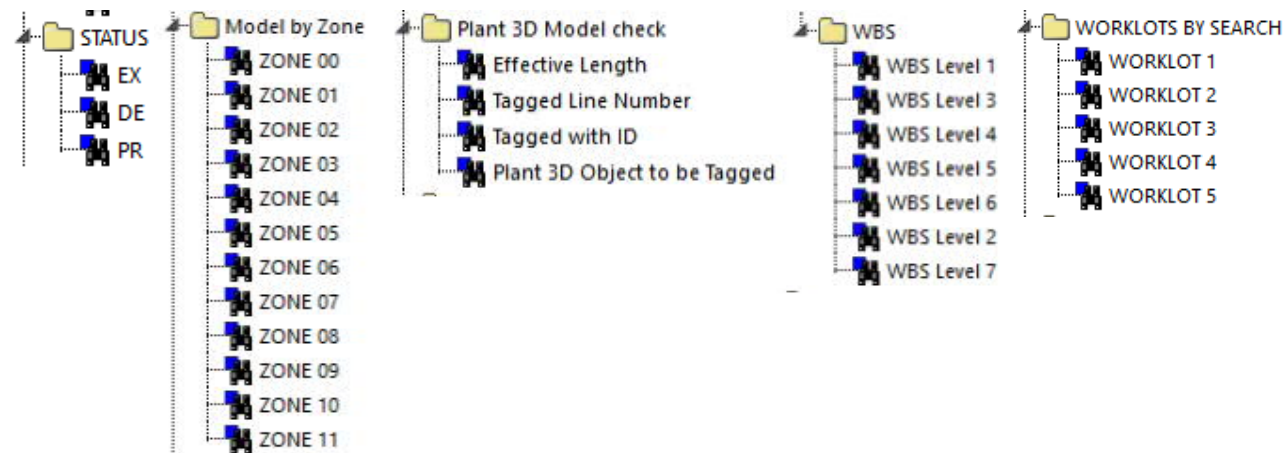 STATUS
EX
DE
PR
Model by Zone
ZONE 00
ZONE 01
ZONE 02
ZONE 03
ZONE 04
ZONE 05
ZONE 06
ZONE 07
ZONE 08
ZONE 09
ZONE 10
ZONE 11
Plant 3D Model check
Effective Length
Tagged Line Number
Tagged with ID
Plant 3D Object to be Tagged
WBS
WBS Level 1
WBS Level 3
WBS Level 4
WBS Level 5
WBS Level 6
WBS Level 2
WBS Level 7
WORKLOTS BY SEARCH
WORKLOT 1
WORKLOT 2
WORKLOT 3
WORKLOT 4
WORKLOT 5